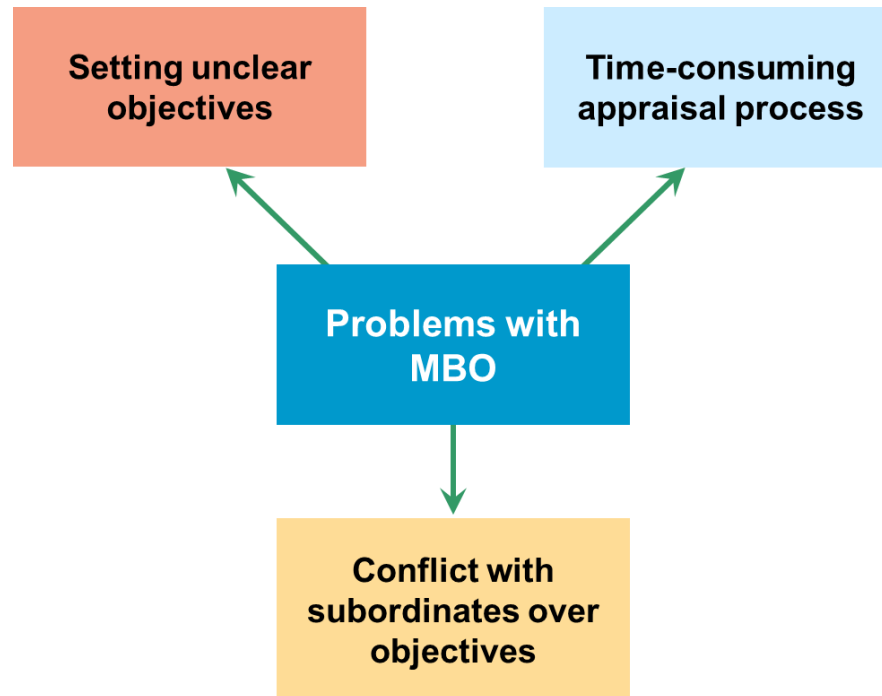 Setting unclear
objectives
Time-consuming
appraisal process
Problems with
MBO
Conflict with
subordinates over
objectives